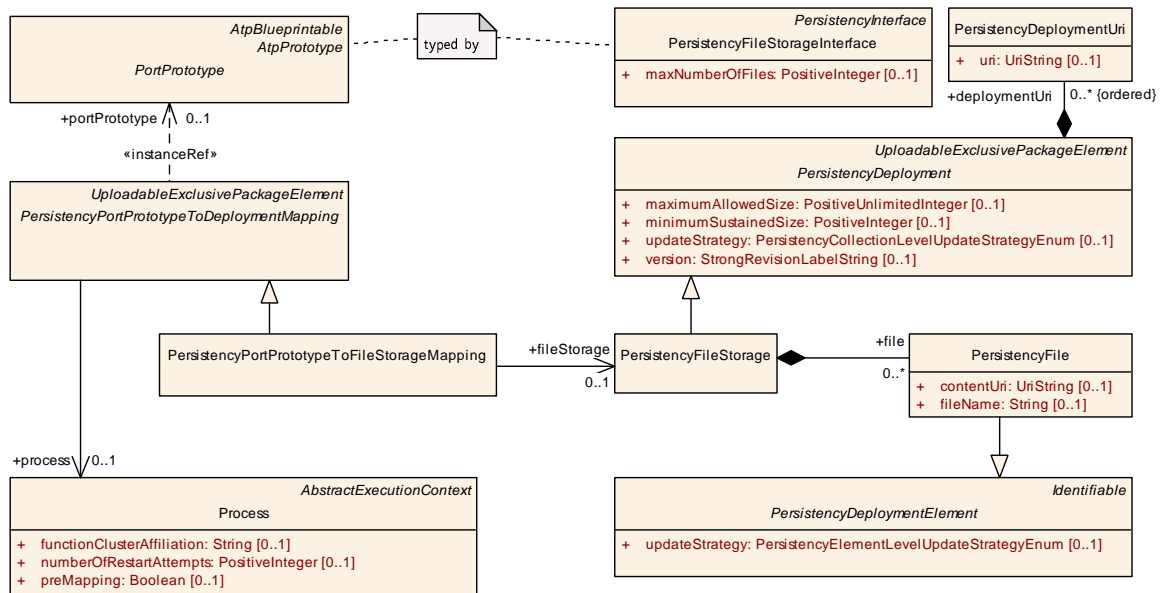 AtpBlueprintable
AtpPrototype
PortPrototype
typed by
PersistencyInterface
PersistencyFileStorageInterface
+ maxNumberOfFiles: PositiveInteger [0..1]
PersistencyDeploymentUri
+ uri: UriString [0..1]
+deploymentUri 0..* {ordered}
+portPrototype 0..1
«instanceRef»
UploadableExclusivePackageElement
PersistencyPortPrototypeToDeploymentMapping
UploadableExclusivePackageElement
PersistencyDeployment
+ maximumAllowedSize: PositiveUnlimitedInteger [0..1]
+ minimumSustainedSize: PositiveInteger [0..1]
+ updateStrategy: PersistencyCollectionLevelUpdateStrategyEnum [0..1]
+ version: StrongRevisionLabelString [0..1]
PersistencyPortPrototypeToFileStorageMapping
+fileStorage
0..1
PersistencyFileStorage
+file
0..*
PersistencyFile
+ contentUri: UriString [0..1]
+ fileName: String [0..1]
+process 0..1
AbstractExecutionContext
Process
+ functionClusterAffiliation: String [0..1]
+ numberOfRestartAttempts: PositiveInteger [0..1]
+ preMapping: Boolean [0..1]
Identifiable
PersistencyDeploymentElement
+ updateStrategy: PersistencyElementLevelUpdateStrategyEnum [0..1]